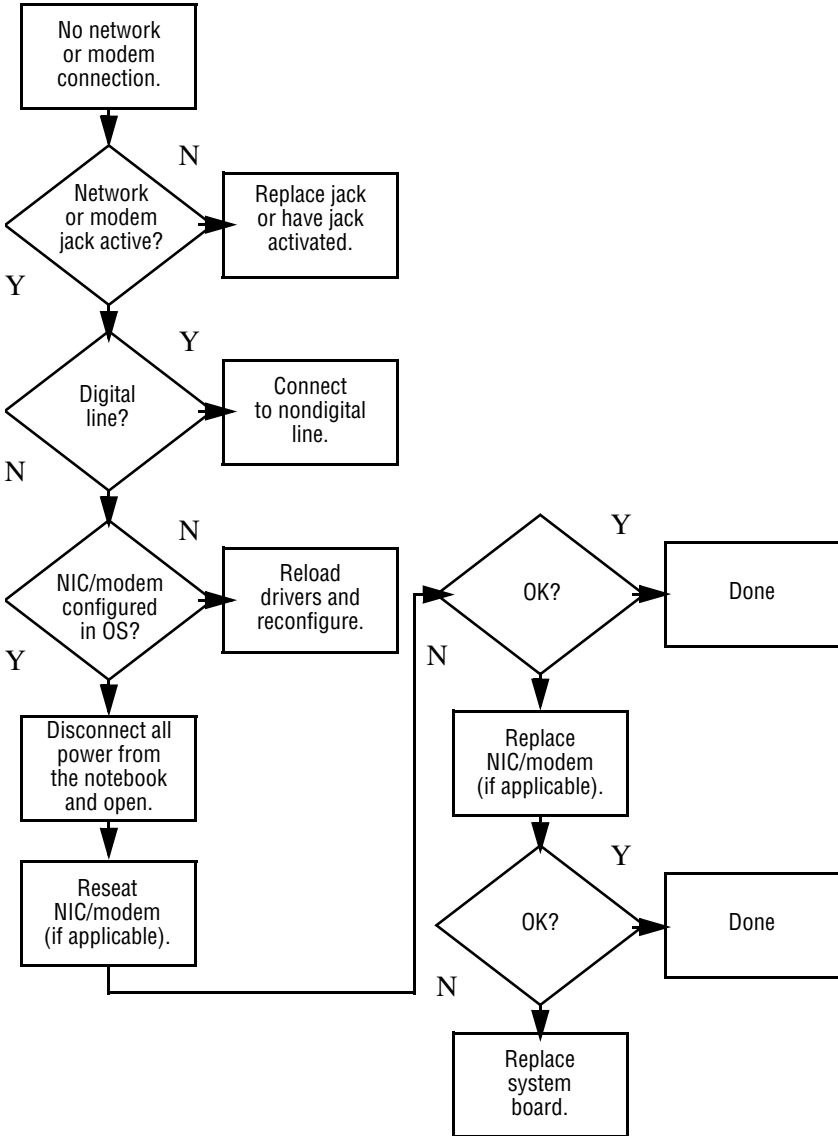 No network
or modem
connection.
N
Network
or modem
jack active?
Replace jack
or have jack
activated.
Y
Y
Digital
line?
Connect
to nondigital
line.
N
N
NIC/modem
configured
in OS?
Reload
drivers and
reconfigure.
Y
Disconnect all
power from
the notebook
and open.
Reseat
NIC/modem
(if applicable).
Y
OK?
Done
N
Replace
NIC/modem
(if applicable).
Y
OK?
Done
N
Replace
system
board.